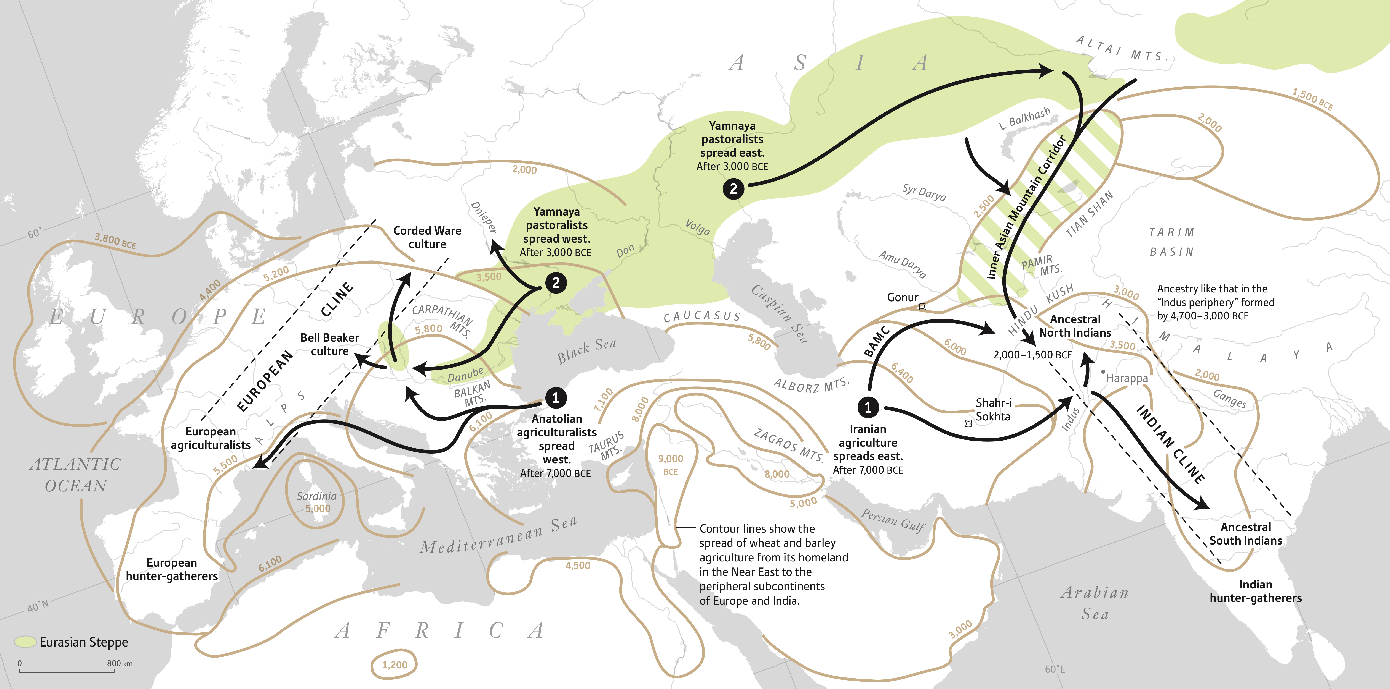 A S I A
ALTAI MTS.
1,500 BCE
L. Balkhash
2,000
Yamnaya
pastoralists
spread east.
After 3,000 BCE
2
Inner Asian Mountain Corridor
2,000
Syr Darya
2,500
TIAN SHAN
Dnieper
Yamnaya
pastoralists
spread west.
After 3,000 BCE
Volga
Don
60°
3,800 BCE
Corded Ware
culture
TARIM
BASIN
Amu Darya
PAMIR
MTS.
4,400
5,200
3,500
2
Caspian Sea
Gonur
HINDU KUSH
3,000
Ancestry like that in the
"Indus periphery" formed
by 4,700–3,000 BCE
E U R O P E
CLINE
CARPATHIAN
MTS.
5,800
CAUCASUS
HIMALAYA
Ancestral
North Indians
Bell Beaker
culture
Black Sea
5,800
BAMC
6,000
2,000–1,500 BCE
3,500
EUROPEAN
Danube
BALKAN
MTS.
ALBORZ MTS.
6,400
Harappa
2,000
Ganges
ALPS
1
Anatolian
agriculturalists
spread
west.
After 7,000 BCE
6,100
7,100
8,000
1
Iranian
agriculture
spreads east.
After 7,000 BCE
Shahr-i
Sokhta
Indus
INDIAN CLINE
European
agriculturalists
TAURUS
MTS.
ZAGROS MTS.
ATLANTIC
OCEAN
5,500
9,000
BCE
8,000
5,000
Sardinia
5,000
Mediterranean Sea
Persian Gulf
Ancestral
South Indians
Contour lines show the
spread of wheat and barley
agriculture from its homeland
in the Near East to the
peripheral subcontinents
of Europe and India.
European
hunter-gatherers
6,100
4,500
Arabian
Sea
Indian
hunter-gatherers
40°N
A F R I C A
3,000
Eurasian Steppe
0 800 km
1,200
60°E